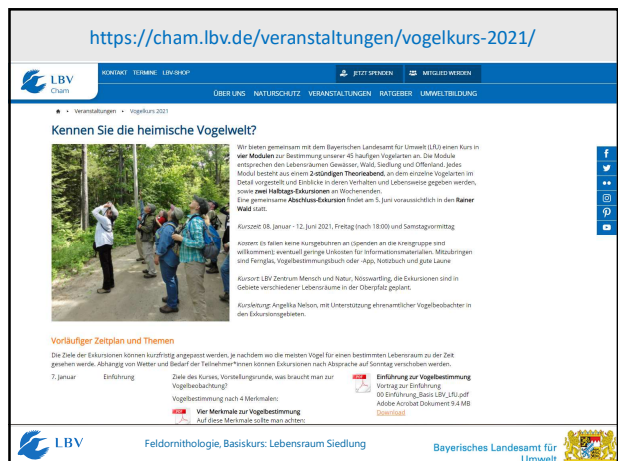 https://cham.lbv.de/veranstaltungen/vogelkurs-2021/
LBV
Cham
KONTAKT TERMINE LBV-SHOP
JETZT SPENDEN
MITGLIED WERDEN
ÜBER UNS NATURSCHUTZ VERANSTALTUNGEN RATGEBER UMWELTBILDUNG
Veranstaltungen • Vogelkurs 2021
Kennen Sie die heimische Vogelwelt?
Wir bieten gemeinsam mit dem Bayerischen Landesamt für Umwelt (LfU) einen Kurs in
vier Modulen zur Bestimmung unserer 45 häufigen Vogelarten an. Die Module
entsprechen den Lebensräumen Gewässer, Wald, Siedlung und Offenland. Jedes
Modul besteht aus einem 2-stündigen Theorieabend, an dem einzelne Vogelarten im
Detail vorgestellt und Einblicke in deren Verhalten und Lebensweise gegeben werden,
sowie zwei Halbtags-Exkursionen an Wochenenden.
Eine gemeinsame Abschluss-Exkursion findet am 5. Juni voraussichtlich in den Rainer
Wald statt.
Kurszeit: 08. Januar - 12. Juni 2021, Freitag (nach 18:00) und Samstagvormittag
Kosten: Es fallen keine Kursgebühren an (Spenden an die Kreisgruppe sind
willkommen); eventuell geringe Unkosten für Informationsmaterialien. Mitzubringen
sind Fernglas, Vogelbestimmungsbuch oder -App, Notizbuch und gute Laune
Kursort: LBV Zentrum Mensch und Natur, Nösswartling, die Exkursionen sind in
Gebiete verschiedener Lebensräume in der Oberpfalz geplant.
Kursleitung: Angelika Nelson, mit Unterstützung ehrenamtlicher Vogelbeobachter in
den Exkursionsgebieten.
Vorläufiger Zeitplan und Themen
Die Ziele der Exkursionen können kurzfristig angepasst werden, je nachdem wo die meisten Vögel für einen bestimmten Lebensraum zu der Zeit
gesehen werde. Abhängig von Wetter und Bedarf der Teilnehmer*innen können Exkursionen nach Absprache auf Sonntag verschoben werden.
7. Januar
Einführung
Ziele des Kurses, Vorstellungsrunde, was braucht man zur
Vogelbeobachtung?
Vogelbestimmung nach 4 Merkmalen:
PDF
Vier Merkmale zur Vogelbestimmung
Auf diese Merkmale sollte man achten:
PDF
Einführung zur Vogelbestimmung
Vortrag zur Einführung
00 Einführung_Basis LBV_LfU.pdf
Adobe Acrobat Dokument 9.4 MB
Download
LBV
Feldornithologie, Basiskurs: Lebensraum Siedlung
Bayerisches Landesamt für
Umwelt